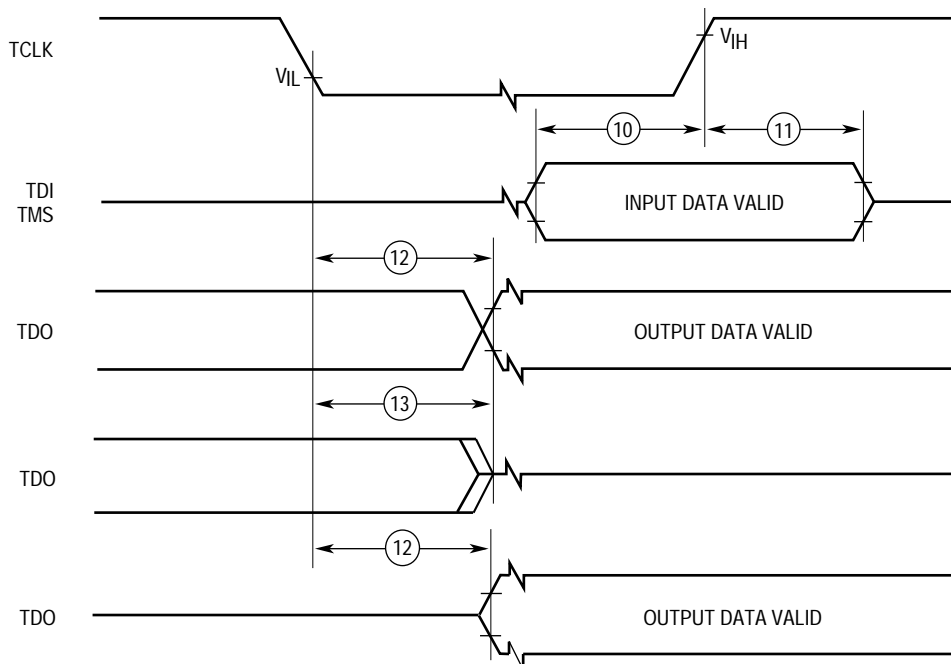 TCLK
VIL
VIH
10
11
TDI
TMS
INPUT DATA VALID
12
TDO
OUTPUT DATA VALID
13
TDO
12
TDO
OUTPUT DATA VALID